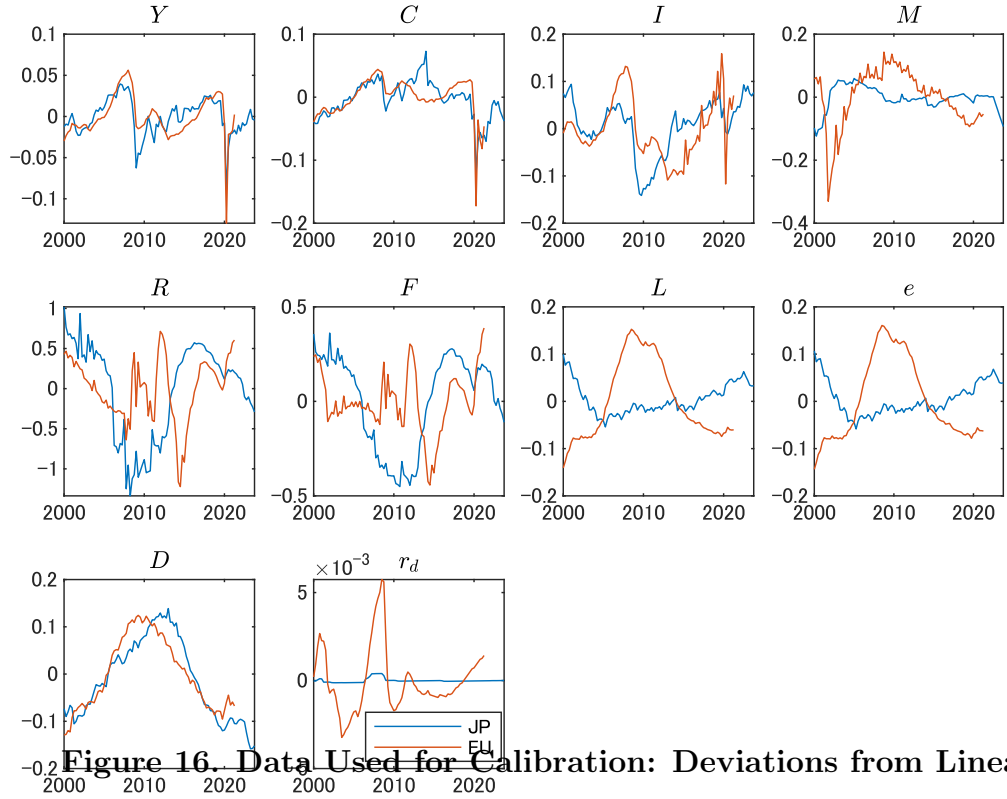 Y C I M
0.1 0.1 0.2 0.2
0.05 0 0.1 0
0 -0.1 0 -0.2
-0.05 -0.2 -0.1 -0.4
-0.1 -0.2
2000 2010 2020 2000 2010 2020 2000 2010 2020 2000 2010 2020
R F L e
1 0.5 0.2 0.2
0.5 0 0.1 0.1
0 -0.5 0 0
-0.5 -0.1 -0.1
-1 -0.2 -0.2
2000 2010 2020 2000 2010 2020 2000 2010 2020 2000 2010 2020
D r_d
×10^-3
0.2 5
0.1 0
0
-0.1
-0.2
JP
EU
Figure 16. Data Used for Calibration: Deviations from Linea
2000 2010 2020 2000 2010 2020